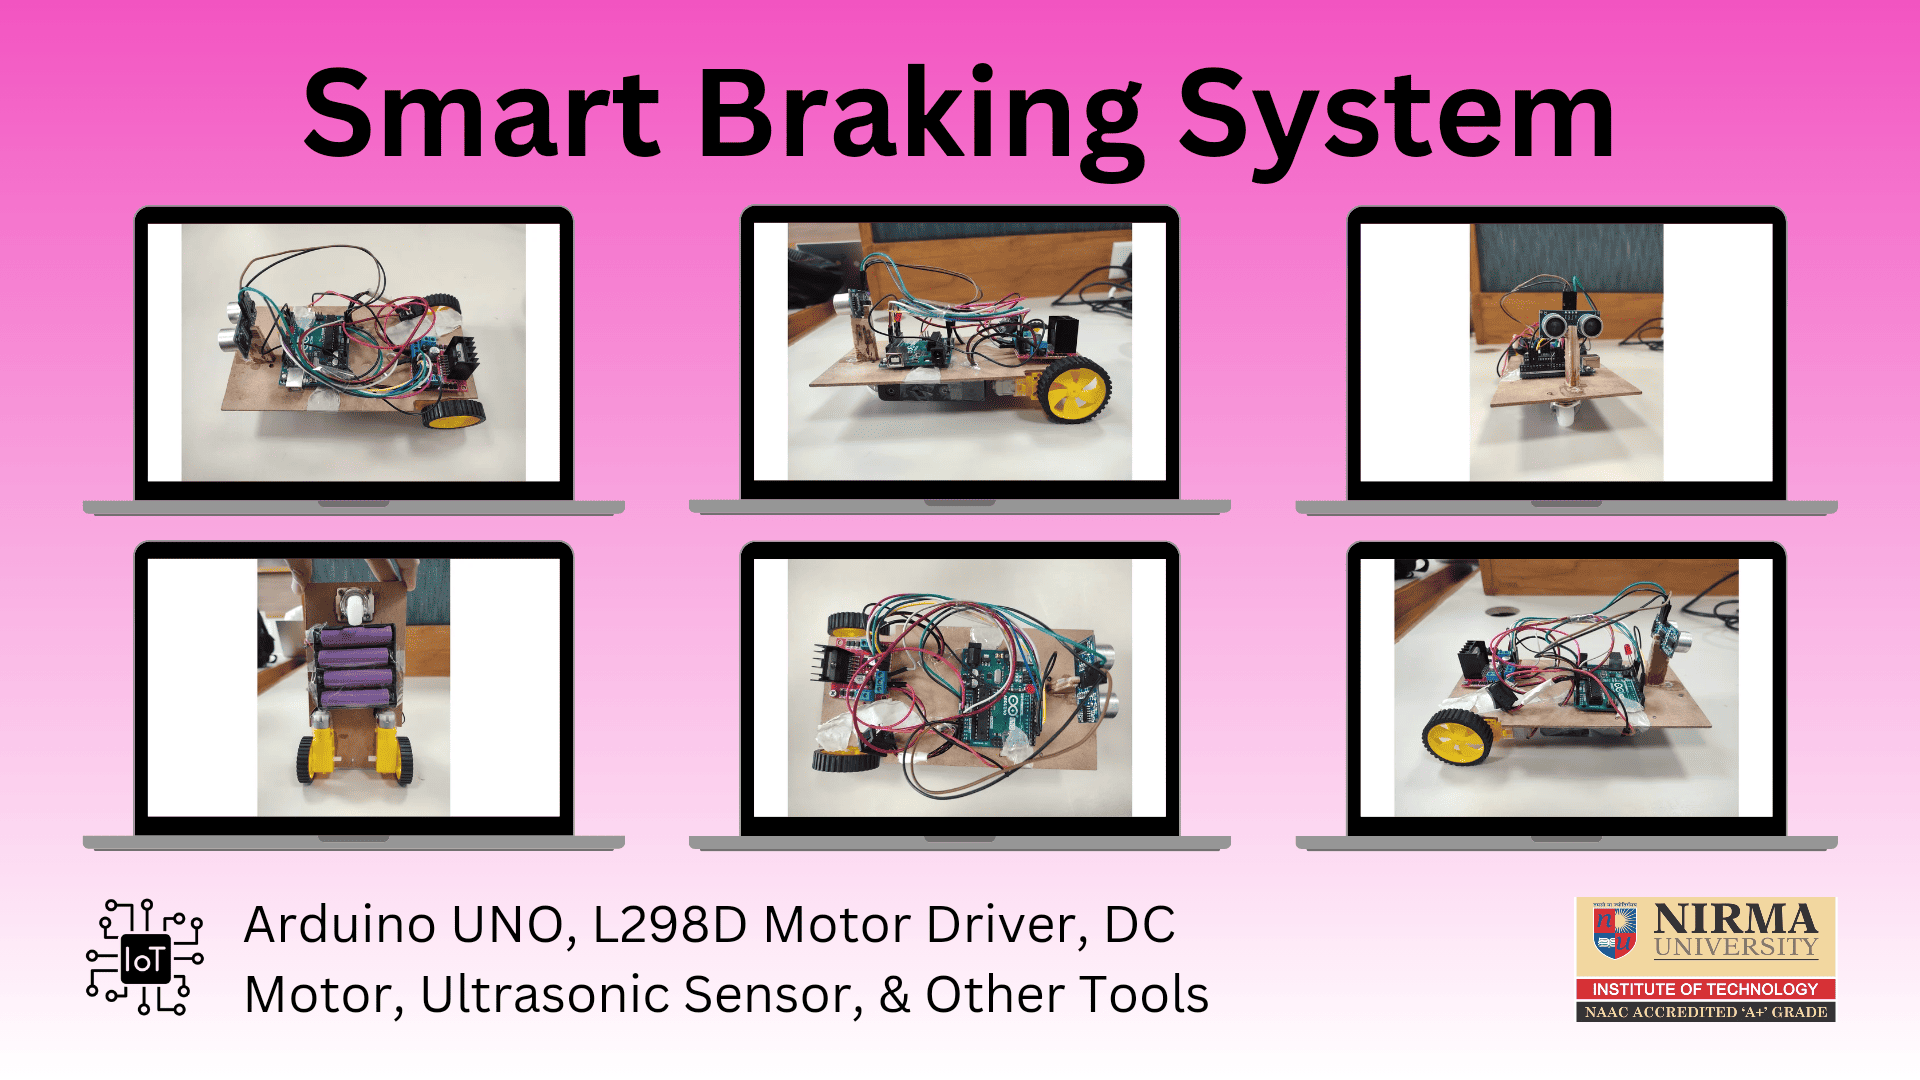 Smart Braking System
IoT
Arduino UNO, L298D Motor Driver, DC
Motor, Ultrasonic Sensor, & Other Tools
NIRMA
UNIVERSITY
INSTITUTE OF TECHNOLOGY
NAAC ACCREDITED ‘A+’ GRADE